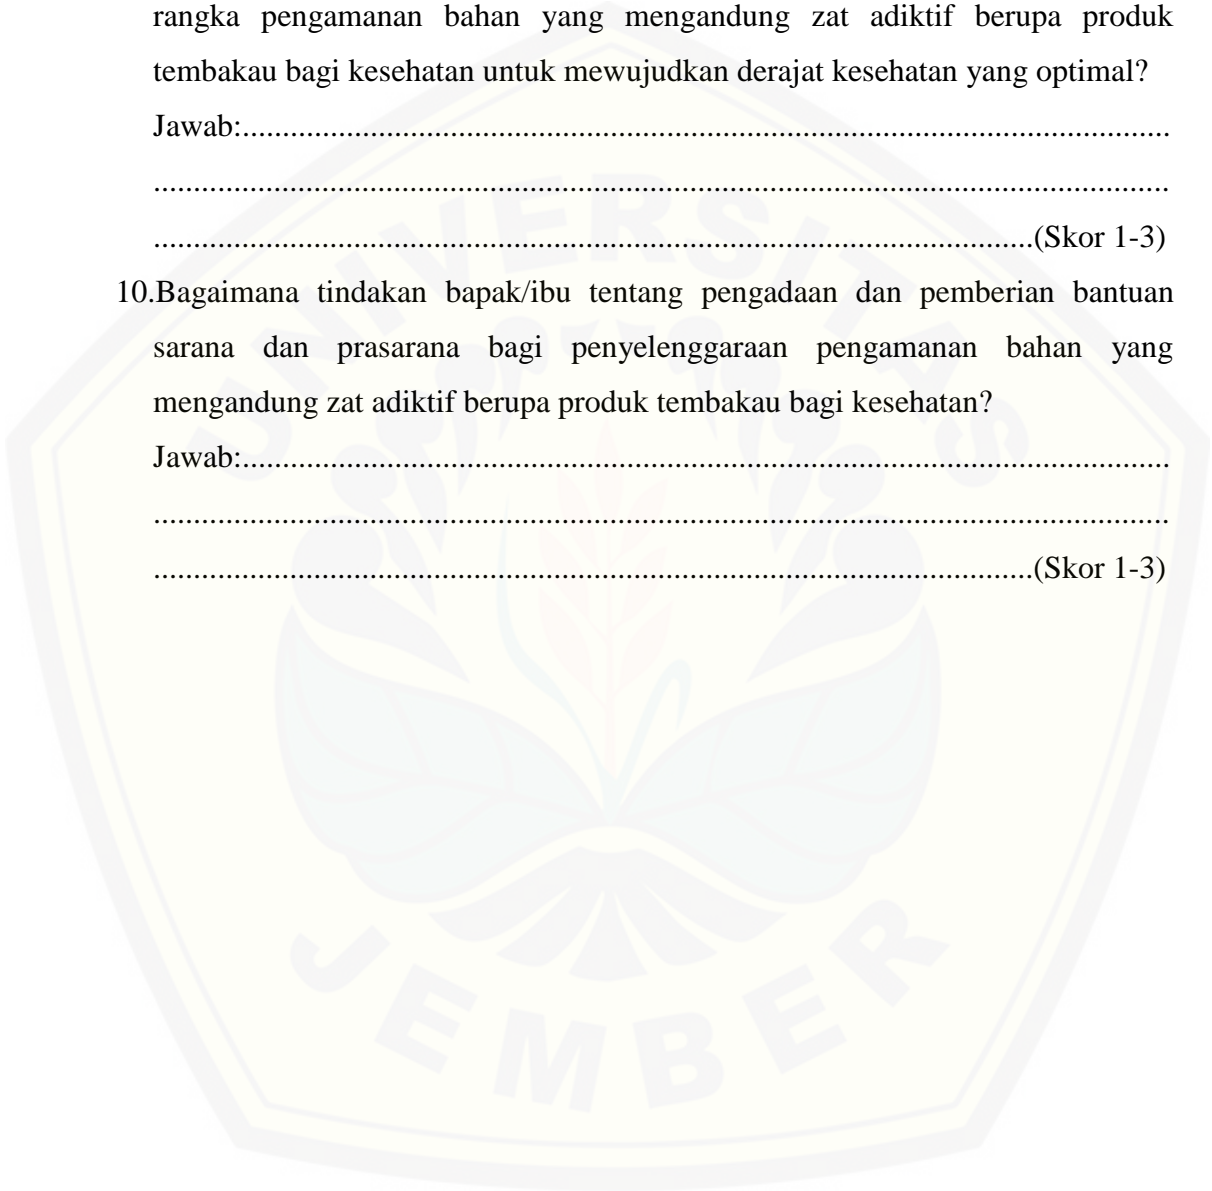 rangka pengamanan bahan yang mengandung zat adiktif berupa produk
tembakau bagi kesehatan untuk mewujudkan derajat kesehatan yang optimal?
Jawab:....................................................................................................................
...............................................................................................................................
..............................................................................................................(Skor 1-3)
10.Bagaimana tindakan bapak/ibu tentang pengadaan dan pemberian bantuan
sarana dan prasarana bagi penyelenggaraan pengamanan bahan yang
mengandung zat adiktif berupa produk tembakau bagi kesehatan?
Jawab:....................................................................................................................
...............................................................................................................................
..............................................................................................................(Skor 1-3)
UNIVERSITAS
JEMBER